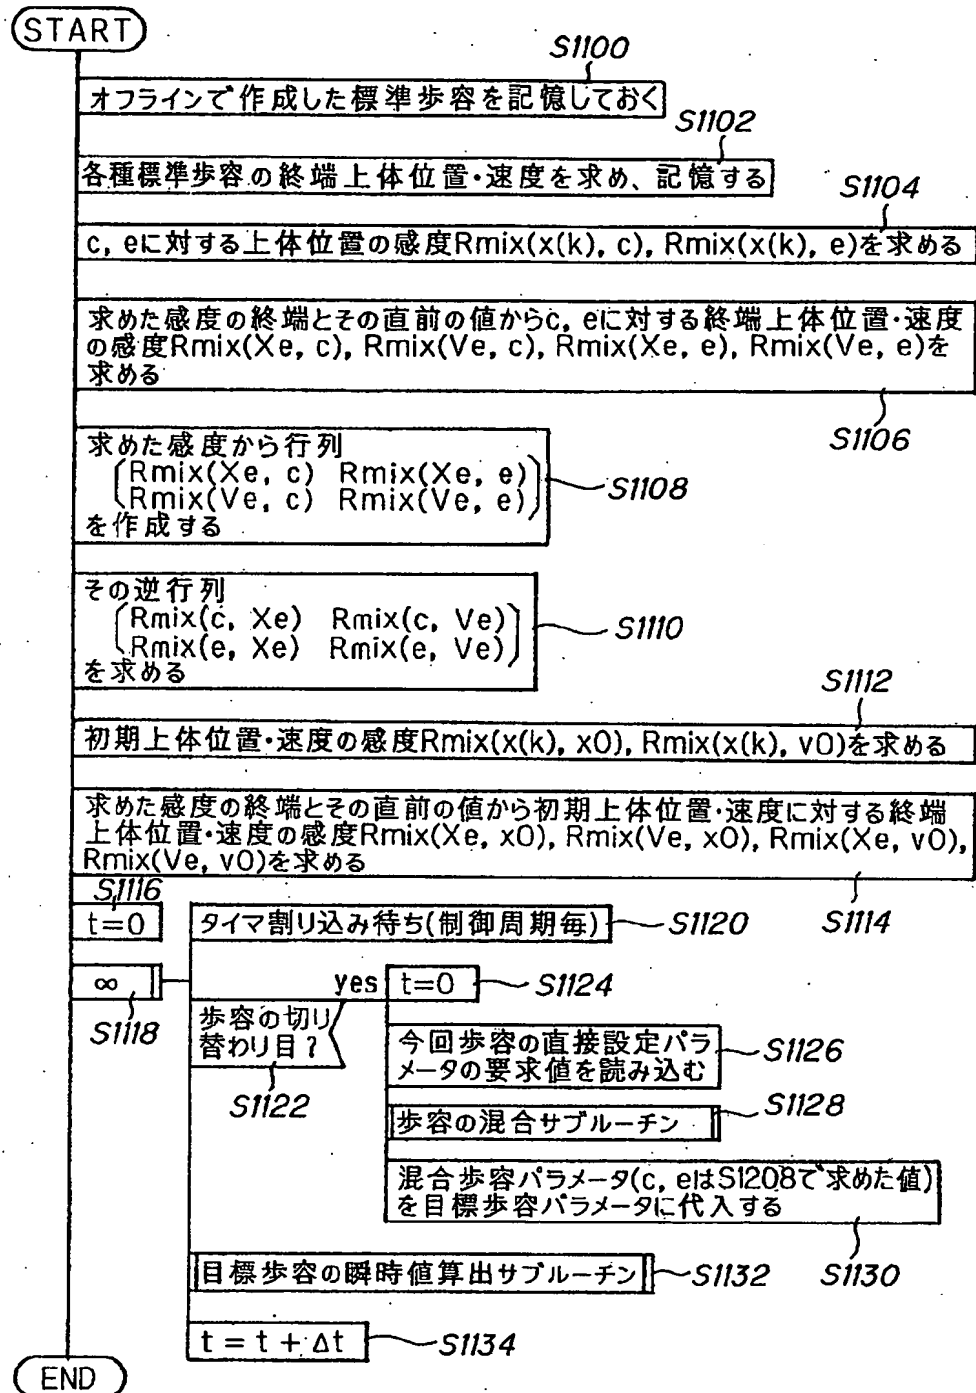 START
S1100
オフラインで作成した標準歩容を記憶しておく
S1102
各種標準歩容の終端上体位置・速度を求め、記憶する
S1104
c, eに対する上体位置の感度Rmix(x(k), c), Rmix(x(k), e)を求める
求めた感度の終端とその直前の値からc, eに対する終端上体位置・速度
の感度Rmix(Xe, c), Rmix(Ve, c), Rmix(Xe, e), Rmix(Ve, e)を
求める
S1106
求めた感度から行列
(Rmix(Xe, c) Rmix(Xe, e)
Rmix(Ve, c) Rmix(Ve, e))
を作成する
S1108
その逆行列
(Rmix(c, Xe) Rmix(c, Ve)
Rmix(e, Xe) Rmix(e, Ve))
を求める
S1110
S1112
初期上体位置・速度の感度Rmix(x(k), x0), Rmix(x(k), v0)を求める
求めた感度の終端とその直前の値から初期上体位置・速度に対する終端
上体位置・速度の感度Rmix(Xe, x0), Rmix(Ve, x0), Rmix(Xe, v0),
Rmix(Ve, v0)を求める
S1114
S1116
t=0
タイマ割り込み待ち(制御周期毎)
S1120
∞
S1118
歩容の切り
替わり目?
S1122
yes
t=0
S1124
今回歩容の直接設定パラ
メータの要求値を読み込む
S1126
歩容の混合サブルーチン
S1128
混合歩容パラメータ(c, eはS1208で求めた値)
を目標歩容パラメータに代入する
S1130
目標歩容の瞬時値算出サブルーチン
S1132
t = t + Δt
S1134
END